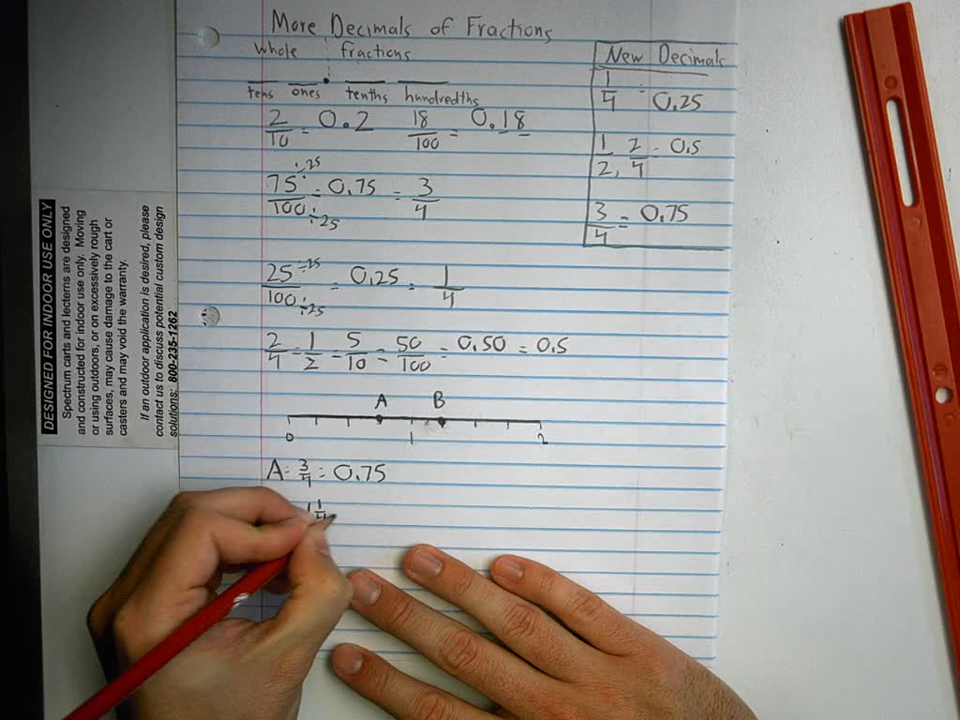 More Decimals of Fractions
whole fractions
tens ones . tenths hundredths
2/10 = 0.2 18/100 = 0.18
75/100 ÷25 ÷25 = 0.75 = 3/4
25/100 ÷25 ÷25 = 0.25 = 1/4
2/4 = 1/2 = 5/10 = 50/100 = 0.50 = 0.5
A B
0 1 2
A = 3/4 = 0.75
1 1/4
New Decimals
1/4 = 0.25
1/2, 2/4 = 0.5
3/4 = 0.75
DESIGNED FOR INDOOR USE ONLY
Spectrum carts and lecterns are designed
and constructed for indoor use only. Moving
or using outdoors, or on excessively rough
surfaces, may cause damage to the cart or
casters and may void the warranty.
If an outdoor application is desired, please
contact us to discuss potential custom design
solutions: 800-235-1262